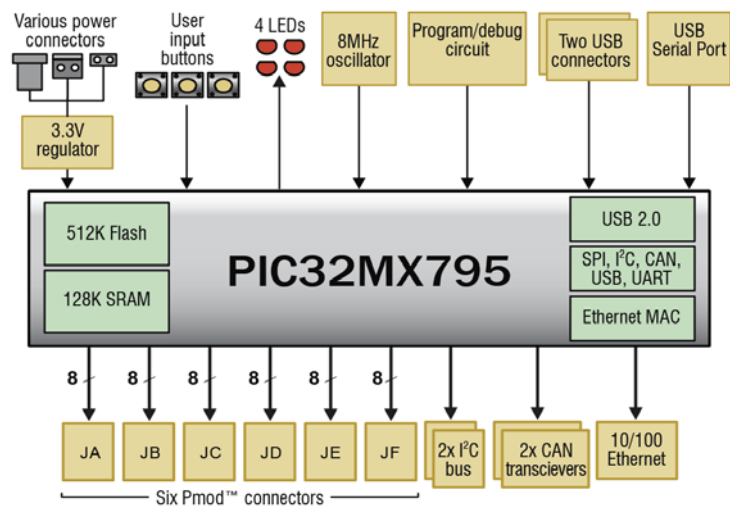 Various power
connectors
User
input
buttons
4 LEDs
8MHz
oscillator
Program/debug
circuit
Two USB
connectors
USB
Serial Port
3.3V
regulator
512K Flash
128K SRAM
PIC32MX795
USB 2.0
SPI, I²C, CAN,
USB, UART
Ethernet MAC
8
8
8
8
8
8
JA
JB
JC
JD
JE
JF
2x I²C
bus
2x CAN
transcievers
10/100
Ethernet
Six Pmod™ connectors